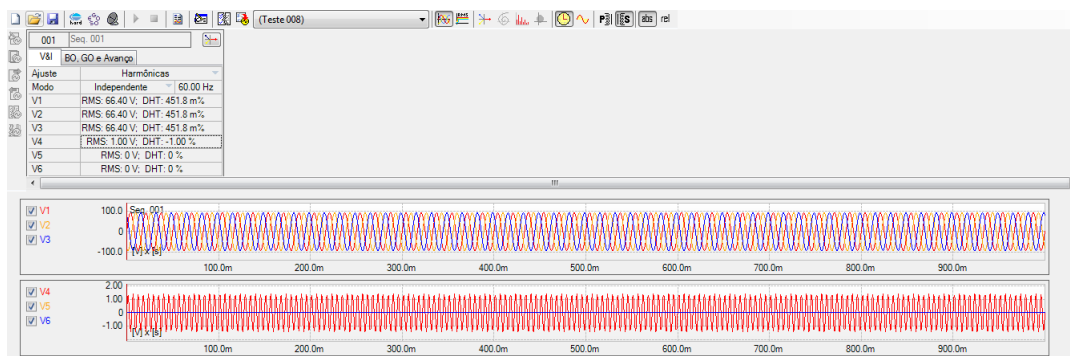 (Teste 008) P S abs rel
001 Seq. 001
V&I BO, GO e Avanço
Ajuste Harmônicas
Modo Independente 60.00 Hz
V1 RMS: 66.40 V; DHT: 451.8 m%
V2 RMS: 66.40 V; DHT: 451.8 m%
V3 RMS: 66.40 V; DHT: 451.8 m%
V4 RMS: 1.00 V; DHT: -1.00 %
V5 RMS: 0 V; DHT: 0 %
V6 RMS: 0 V; DHT: 0 %
V1 100.0 Seq. 001
V2 0
V3 -100.0 [V] x [s]
100.0m 200.0m 300.0m 400.0m 500.0m 600.0m 700.0m 800.0m 900.0m
V4 2.00
V5 1.00
0
V6 -1.00
[V] x [s]
100.0m 200.0m 300.0m 400.0m 500.0m 600.0m 700.0m 800.0m 900.0m